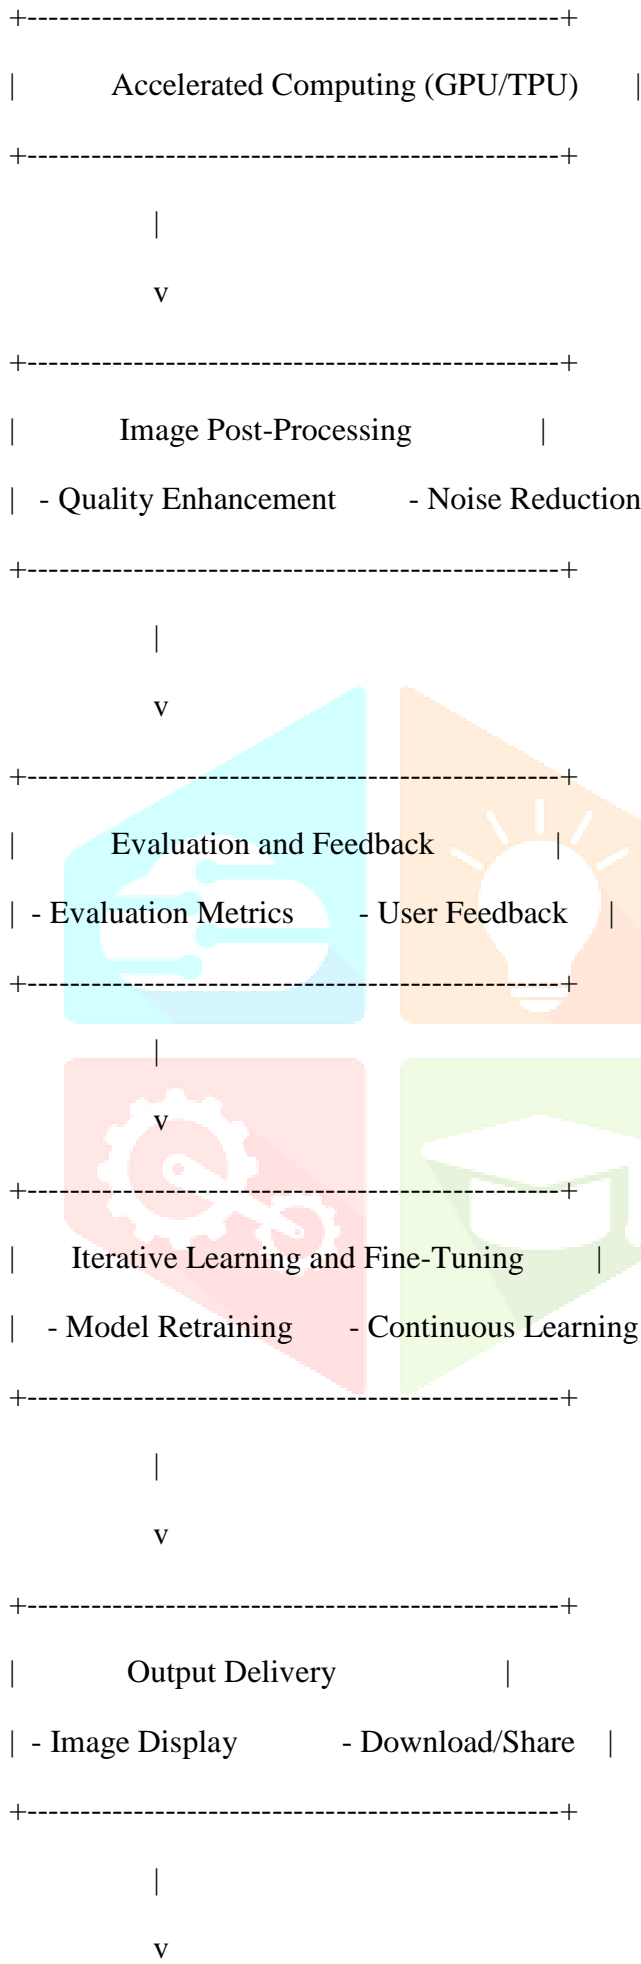 +--------------------------------------------------+
| Accelerated Computing (GPU/TPU) |
+--------------------------------------------------+
|
v
+--------------------------------------------------+
| Image Post-Processing |
| - Quality Enhancement - Noise Reduction
+--------------------------------------------------+
|
v
+--------------------------------------------------+
| Evaluation and Feedback |
| - Evaluation Metrics - User Feedback |
+--------------------------------------------------+
|
v
+--------------------------------------------------+
| Iterative Learning and Fine-Tuning |
| - Model Retraining - Continuous Learning
+--------------------------------------------------+
|
v
+--------------------------------------------------+
| Output Delivery |
| - Image Display - Download/Share |
+--------------------------------------------------+
|
v